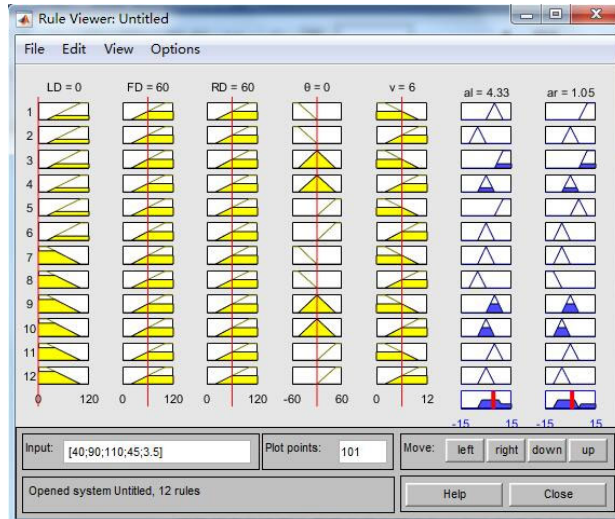 Rule Viewer: Untitled
File Edit View Options
LD = 0 FD = 60 RD = 60 θ = 0 v = 6 al = 4.33 ar = 1.05
1
2
3
4
5
6
7
8
9
10
11
12
0 120 0 120 0 120 -60 60 0 12
-15 15 -15 15
Input: [40;90;110;45;3.5] Plot points: 101 Move: left right down up
Opened system Untitled, 12 rules Help Close